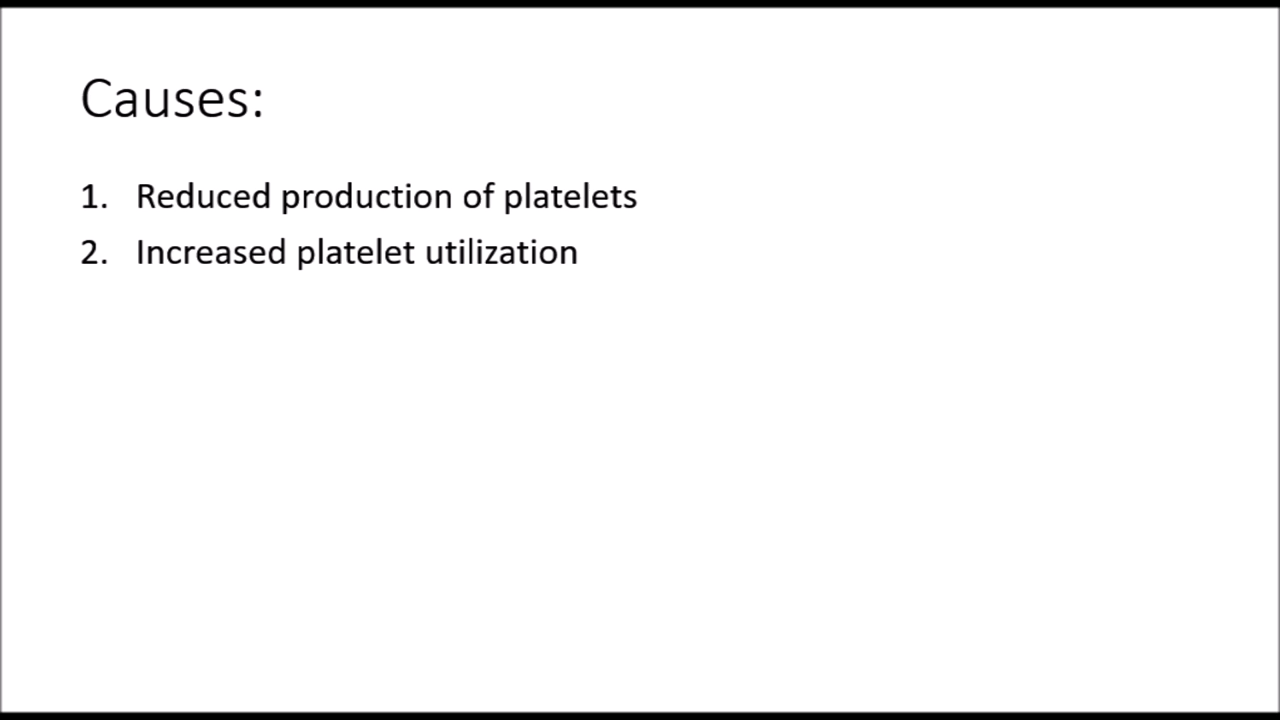 Causes:
1. Reduced production of platelets
2. Increased platelet utilization